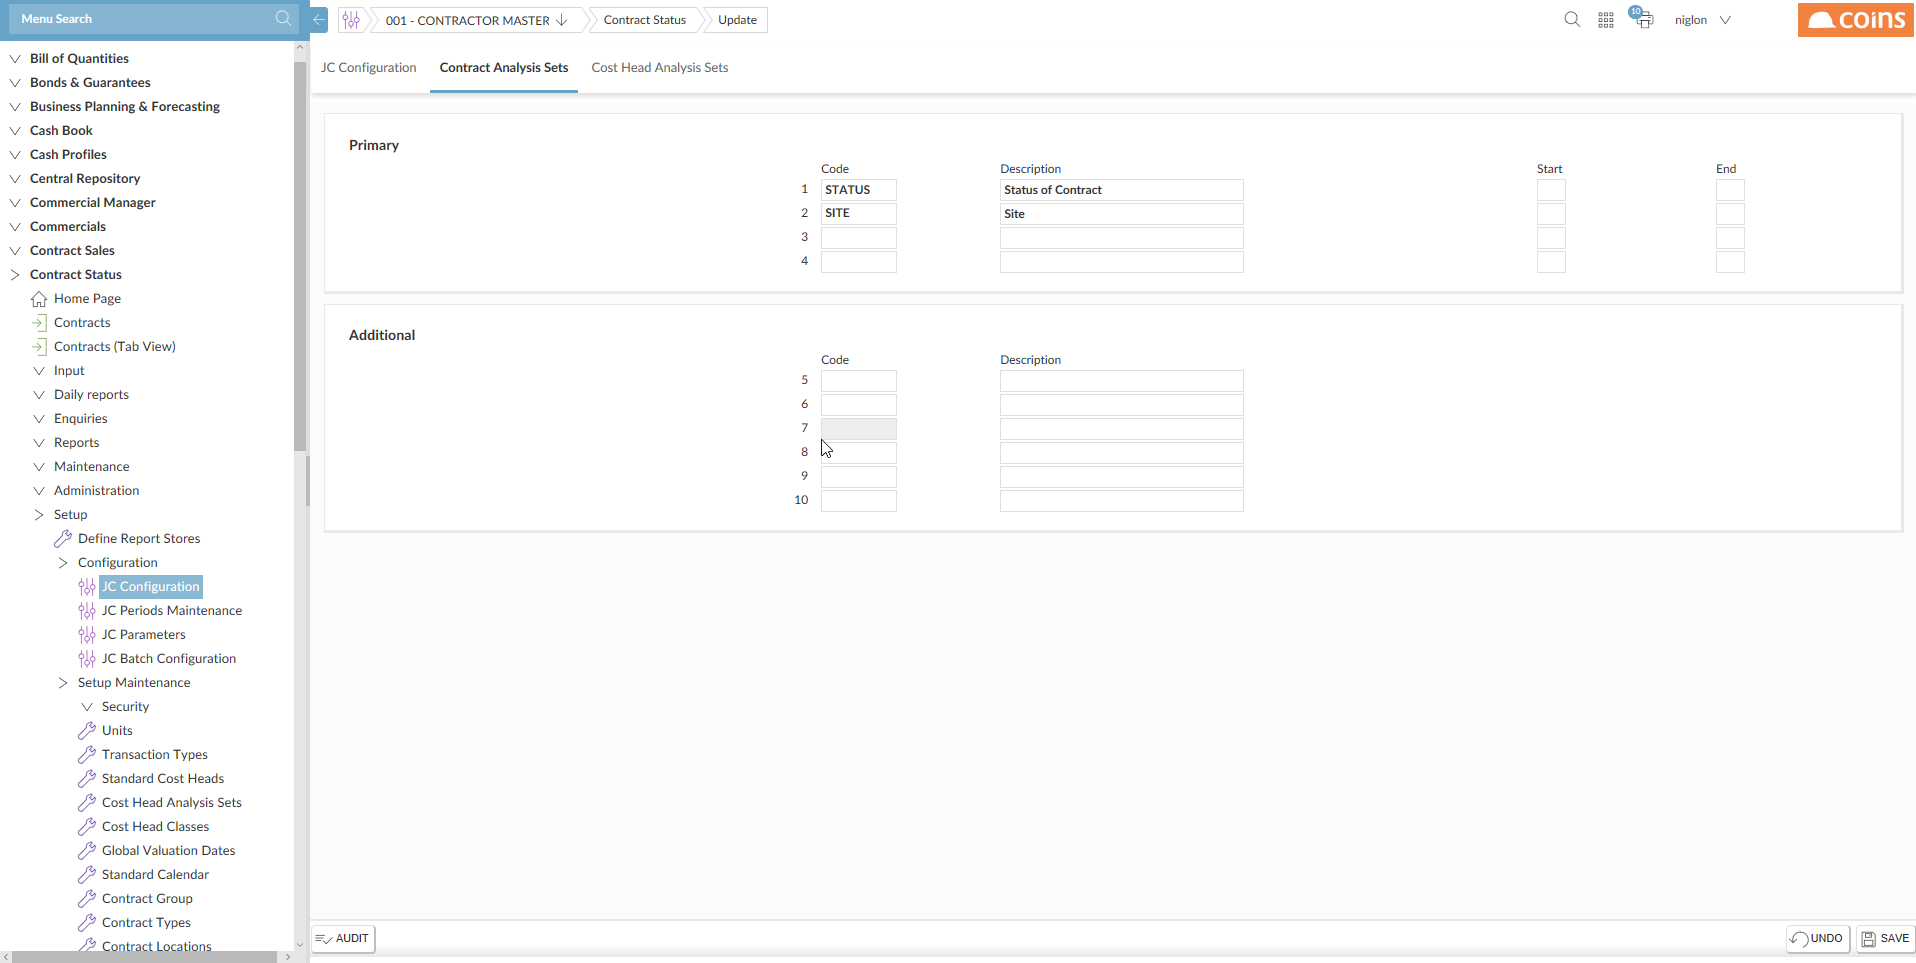 Menu Search
001 - CONTRACTOR MASTER
Contract Status
Update
10
niglon
coins
JC Configuration
Contract Analysis Sets
Cost Head Analysis Sets
Bill of Quantities
Bonds & Guarantees
Business Planning & Forecasting
Cash Book
Cash Profiles
Central Repository
Commercial Manager
Commercials
Contract Sales
Contract Status
Home Page
Contracts
Contracts (Tab View)
Input
Daily reports
Enquiries
Reports
Maintenance
Administration
Setup
Define Report Stores
Configuration
JC Configuration
JC Periods Maintenance
JC Parameters
JC Batch Configuration
Setup Maintenance
Security
Units
Transaction Types
Standard Cost Heads
Cost Head Analysis Sets
Cost Head Classes
Global Valuation Dates
Standard Calendar
Contract Group
Contract Types
Contract Locations
Primary
Code Description Start End
1 STATUS Status of Contract
2 SITE Site
3
4
Additional
Code Description
5
6
7
8
9
10
AUDIT
UNDO
SAVE